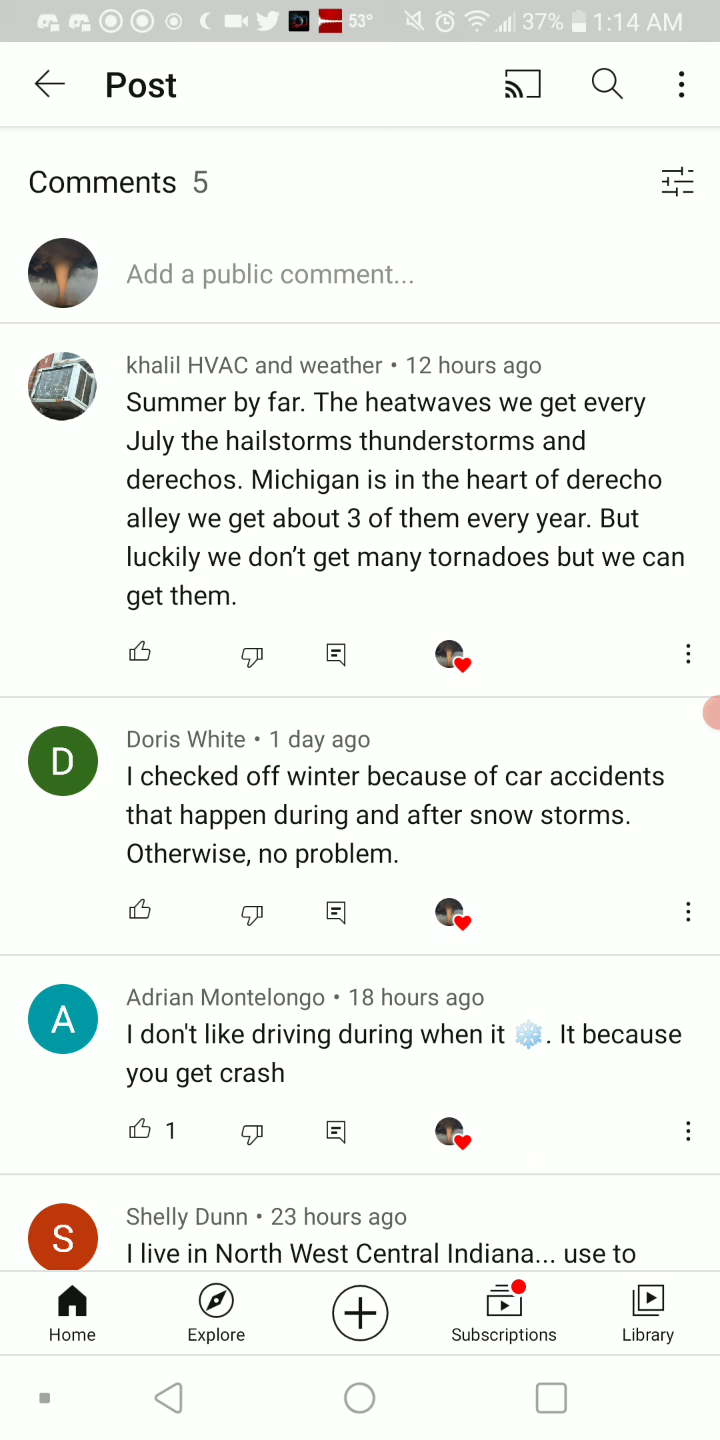 53° 37% 1:14 AM
Post
Comments 5
Add a public comment...
khalil HVAC and weather • 12 hours ago
Summer by far. The heatwaves we get every
July the hailstorms thunderstorms and
derechos. Michigan is in the heart of derecho
alley we get about 3 of them every year. But
luckily we don’t get many tornadoes but we can
get them.
D
Doris White • 1 day ago
I checked off winter because of car accidents
that happen during and after snow storms.
Otherwise, no problem.
A
Adrian Montelongo • 18 hours ago
I don't like driving during when it ❄️. It because
you get crash
1
S
Shelly Dunn • 23 hours ago
I live in North West Central Indiana... use to
Home Explore Subscriptions Library